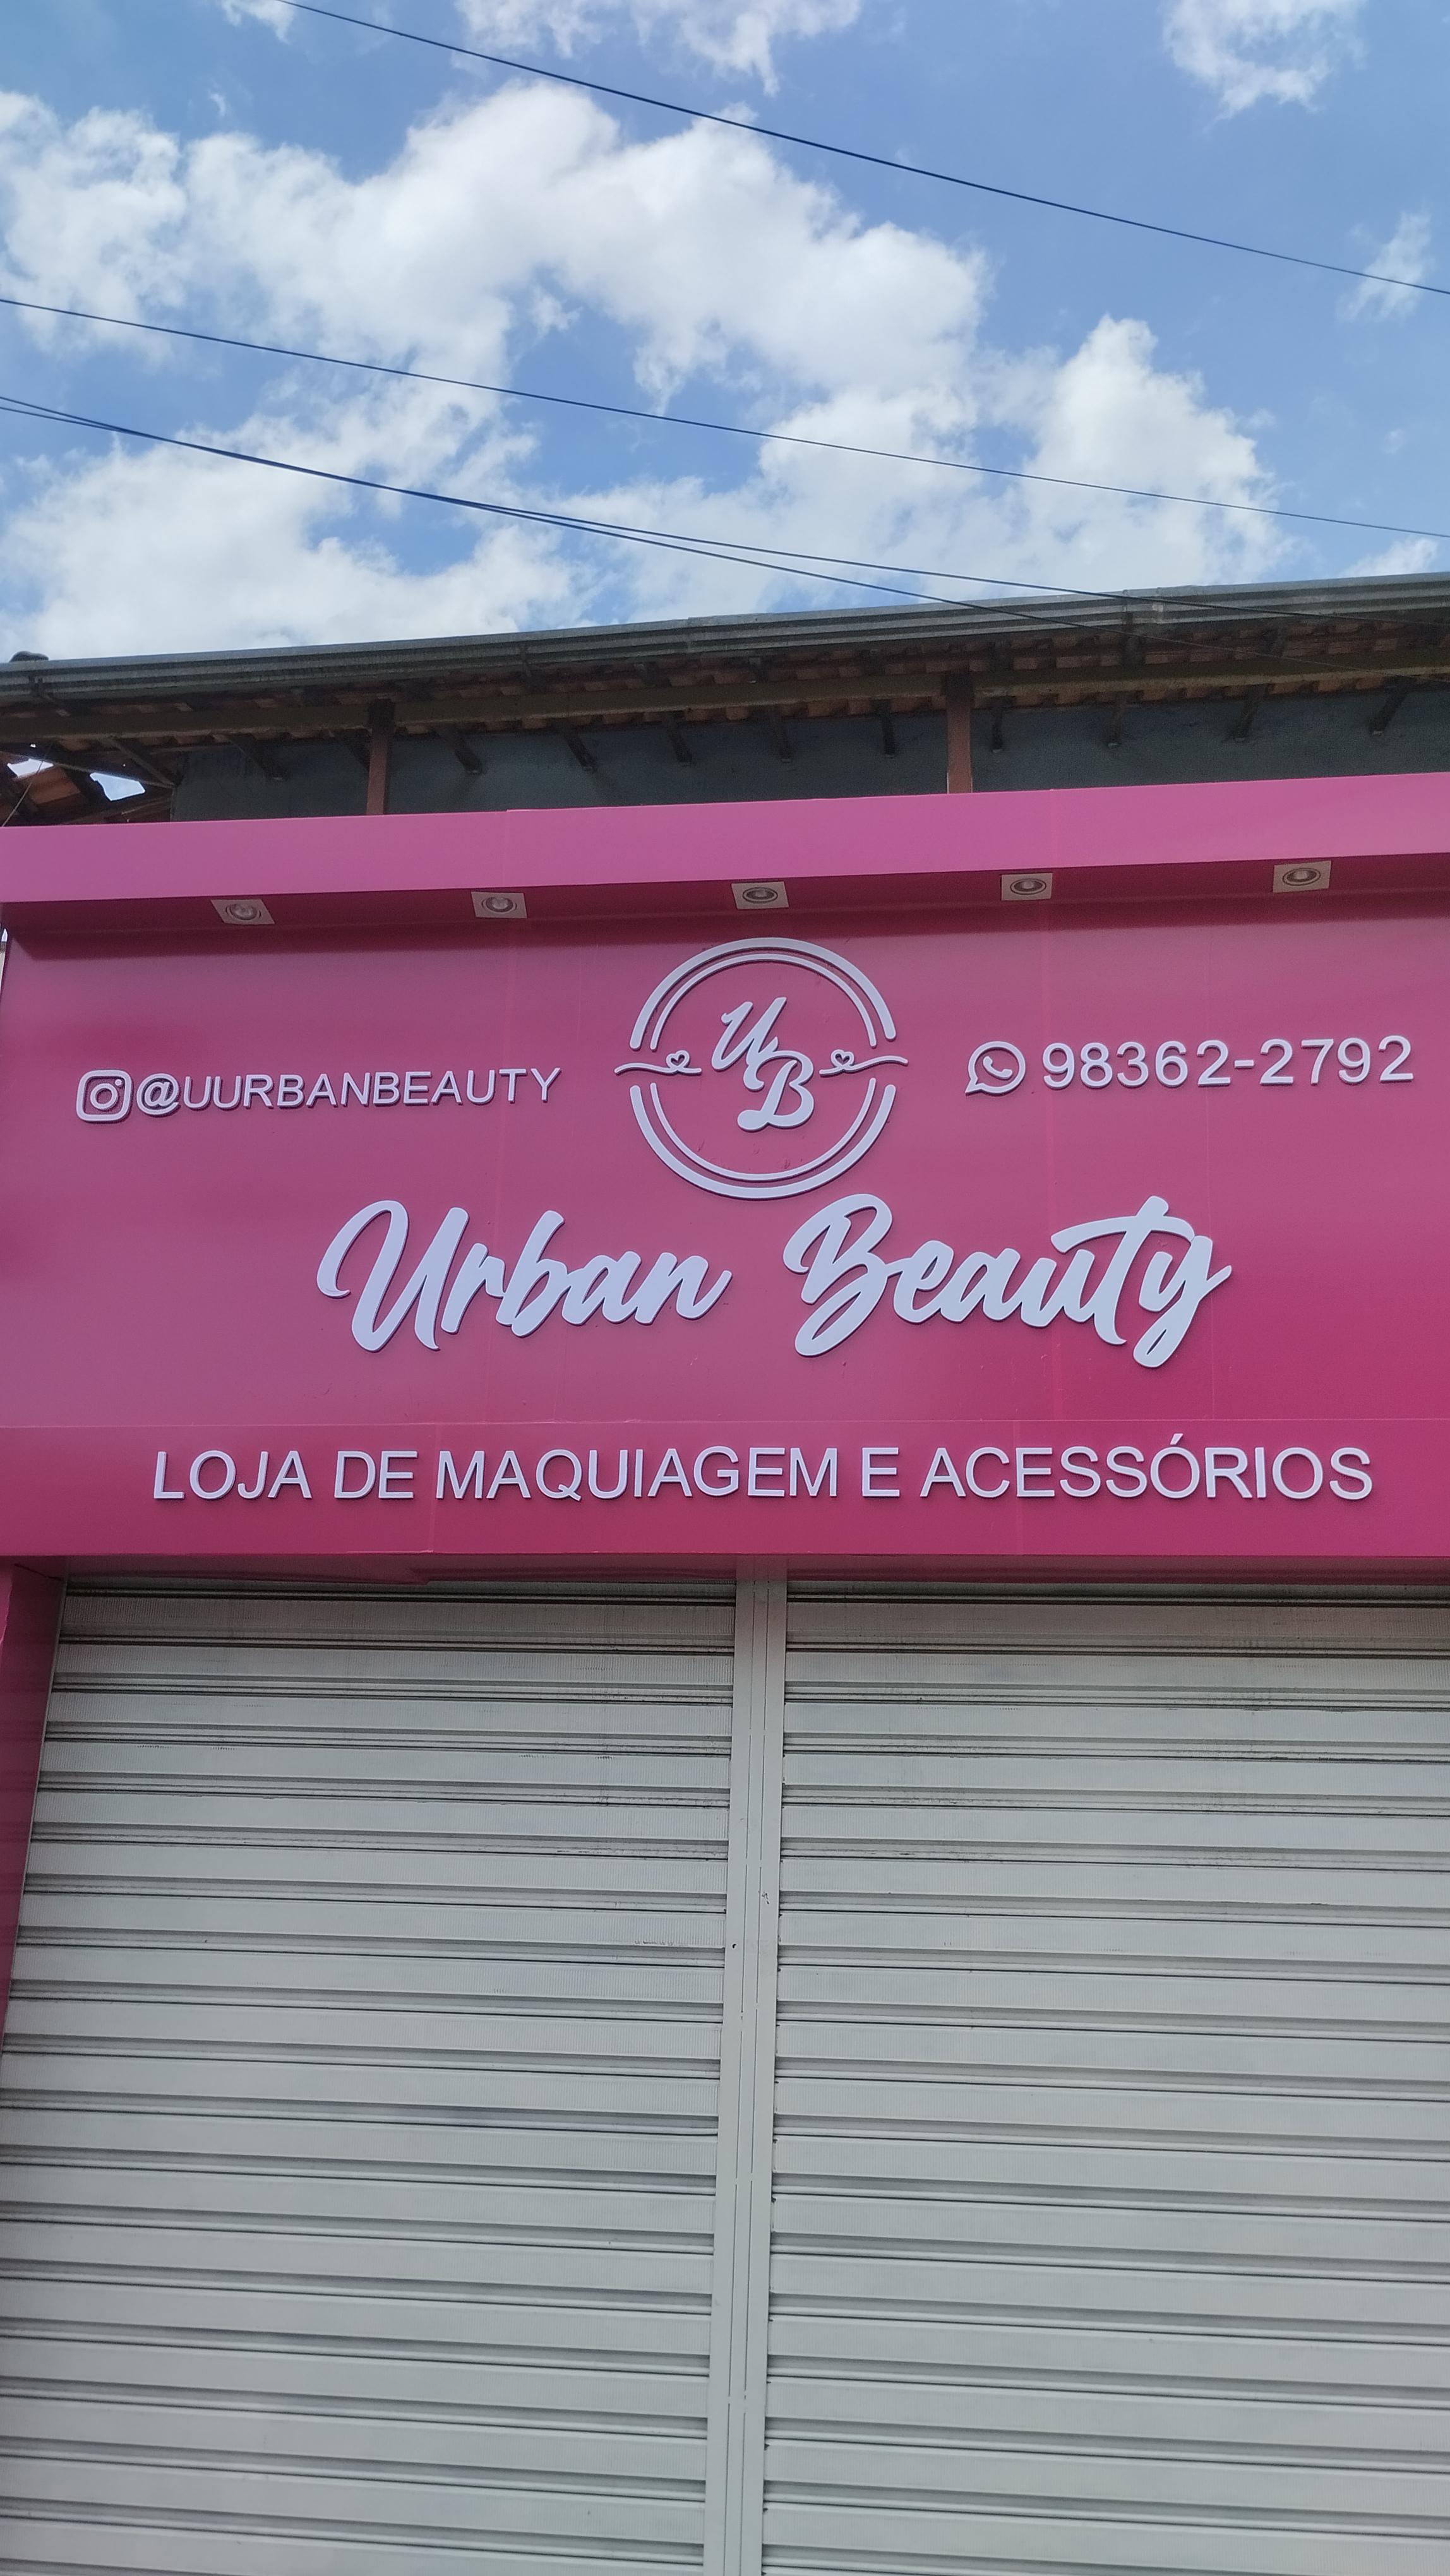 @UURBANBEAUTY
UB
98362-2792
Urban Beauty
LOJA DE MAQUIAGEM E ACESSÓRIOS